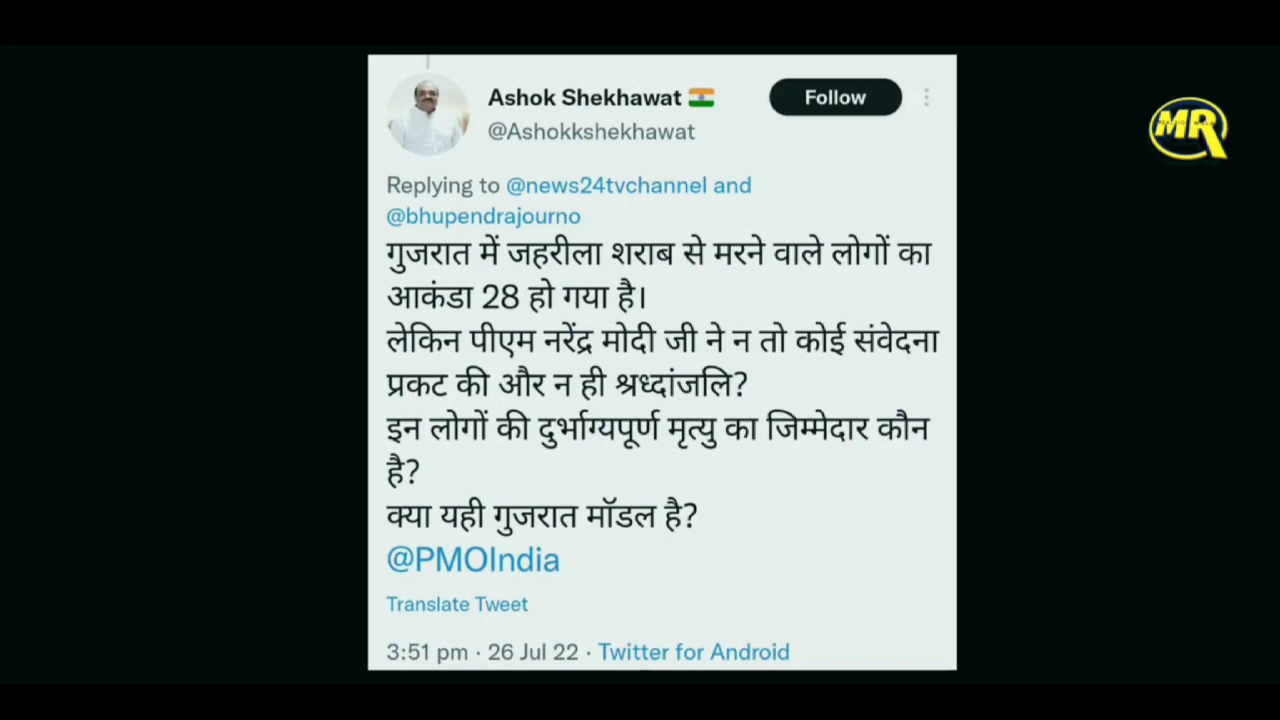 Ashok Shekhawat
Follow
@Ashokkshekhawat
Replying to @news24tvchannel and
@bhupendrajourno
गुजरात में जहरीला शराब से मरने वाले लोगों का
आकंडा 28 हो गया है।
लेकिन पीएम नरेंद्र मोदी जी ने न तो कोई संवेदना
प्रकट की और न ही श्रध्दांजलि?
इन लोगों की दुर्भाग्यपूर्ण मृत्यु का जिम्मेदार कौन
है?
क्या यही गुजरात मॉडल है?
@PMOIndia
Translate Tweet
3:51 pm · 26 Jul 22 · Twitter for Android
MR